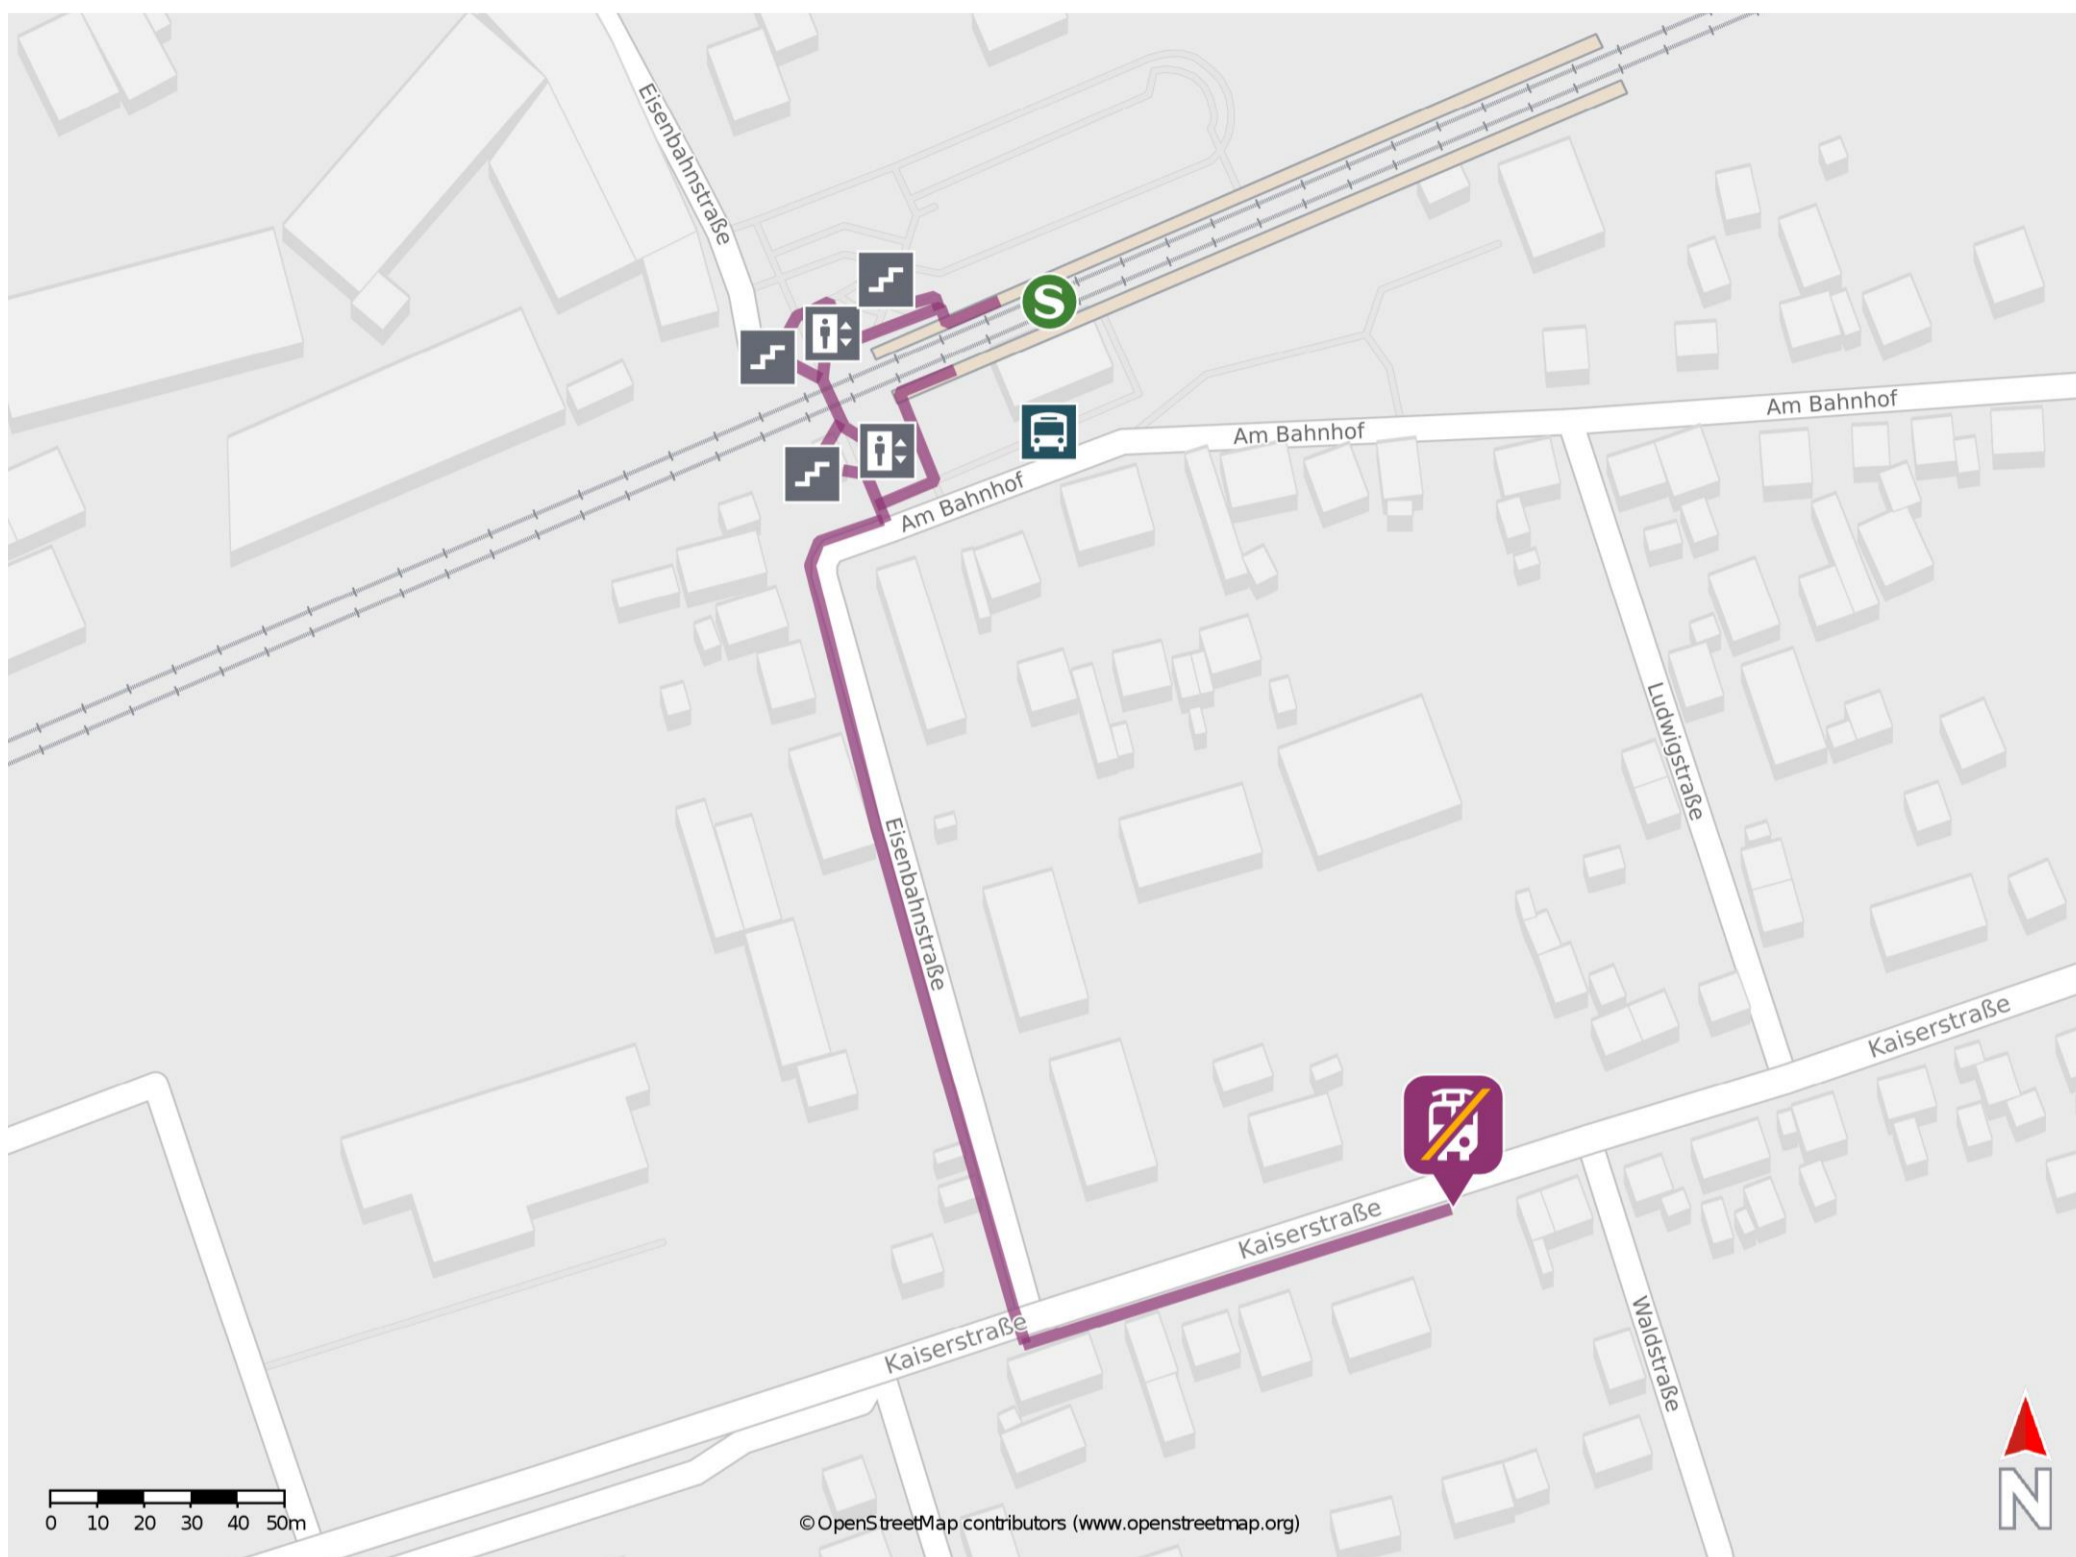 Eisenbahnstraße
S
Am Bahnhof
Am Bahnhof
Am Bahnhof
Ludwigstraße
Eisenbahnstraße
Kaiserstraße
Kaiserstraße
Kaiserstraße
Waldstraße
0 10 20 30 40 50m
© OpenStreetMap contributors (www.openstreetmap.org)
N